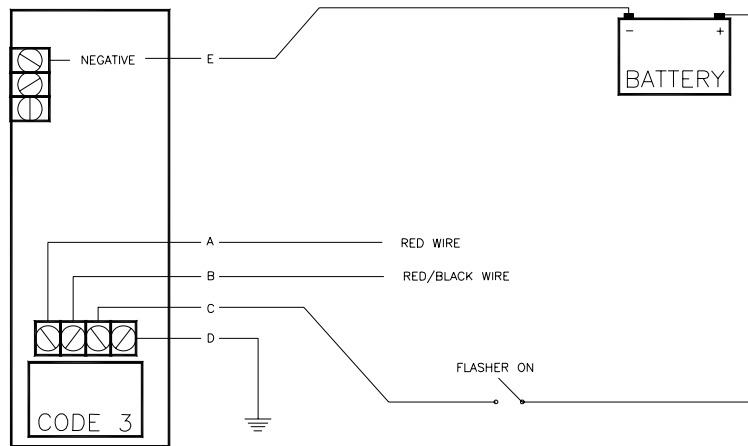 - +
NEGATIVE E
BATTERY
A RED WIRE
B RED/BLACK WIRE
C
D
FLASHER ON
CODE 3